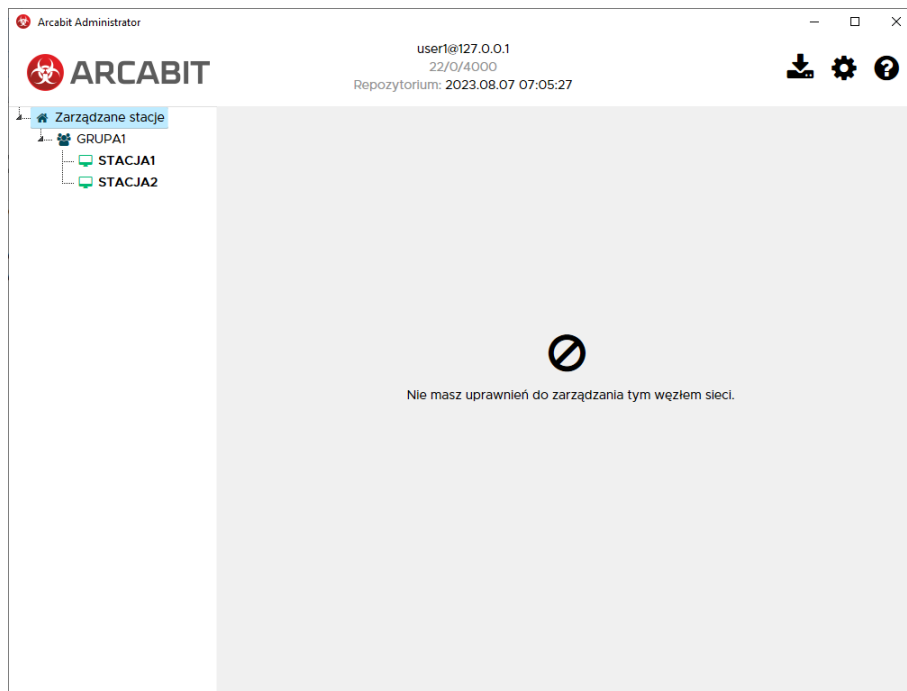 Arcabit Administrator
ARCABIT
user1@127.0.0.1
22/0/4000
Repozytorium: 2023.08.07 07:05:27
Zarządzane stacje
GRUPA1
STACJA1
STACJA2
Nie masz uprawnień do zarządzania tym węzłem sieci.